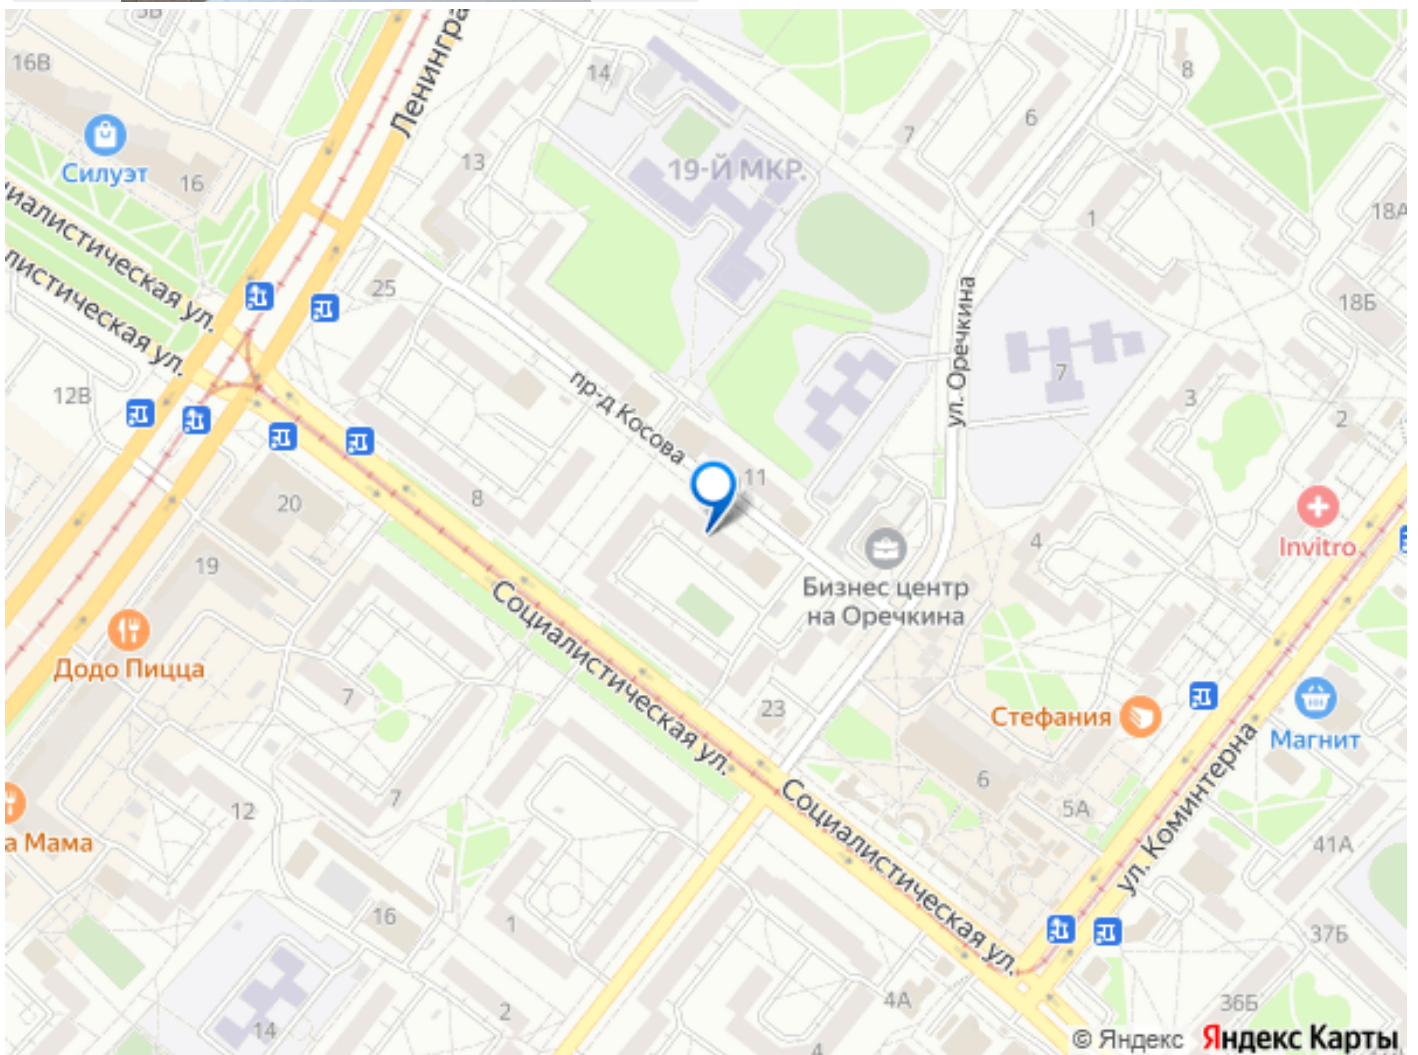 16В
14
Ленингра
8
6
7
Силуэт
13
19-Й МКР.
16
18А
1
иалистическая ул.
листическая ул.
25
18Б
ул. Оречкина
7
12В
пр-д Косова
3
2
8
11
20
Invitro
4
19
Бизнес центр
на Оречкина
Социалистическая ул.
Додо Пицца
7
23
Стефания
Магнит
6
7
12
5А
Социалистическая ул.
ул. Коминтерна
а Мама
41А
16
1
37Б
2
4А
36Б
14
4
© Яндекс Яндекс Карты